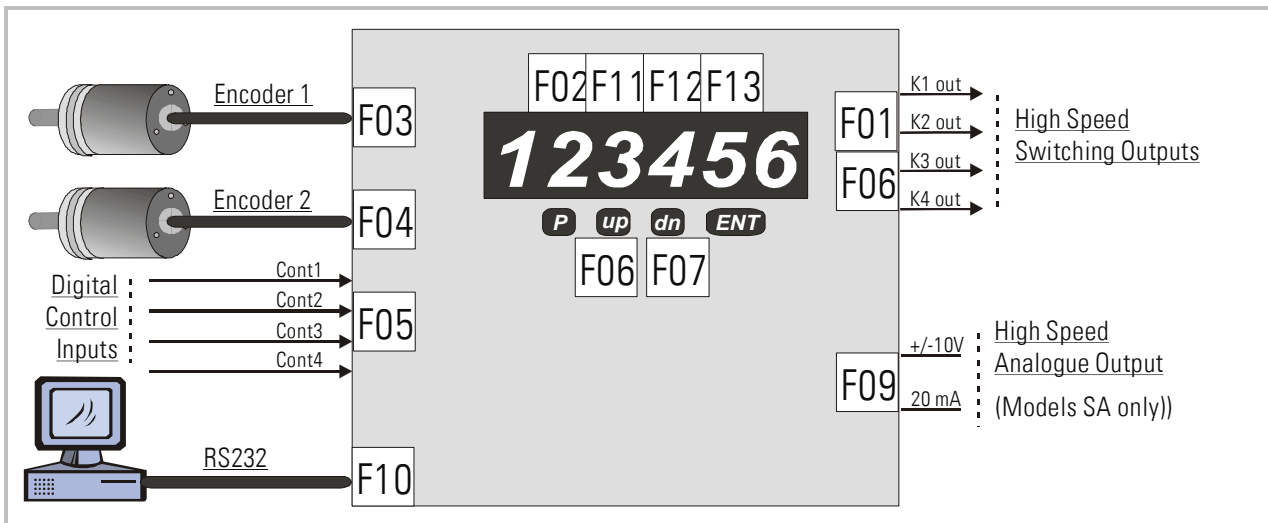 Encoder 1
F03
Encoder 2
F04
Digital
Control
Inputs
Cont1
Cont2
Cont3
Cont4
F05
RS232
F10
F02 F11 F12 F13
123456
P up dn ENT
F06 F07
F01
F06
K1 out
K2 out
K3 out
K4 out
High Speed
Switching Outputs
F09
+/-10V
20 mA
High Speed
Analogue Output
(Models SA only))